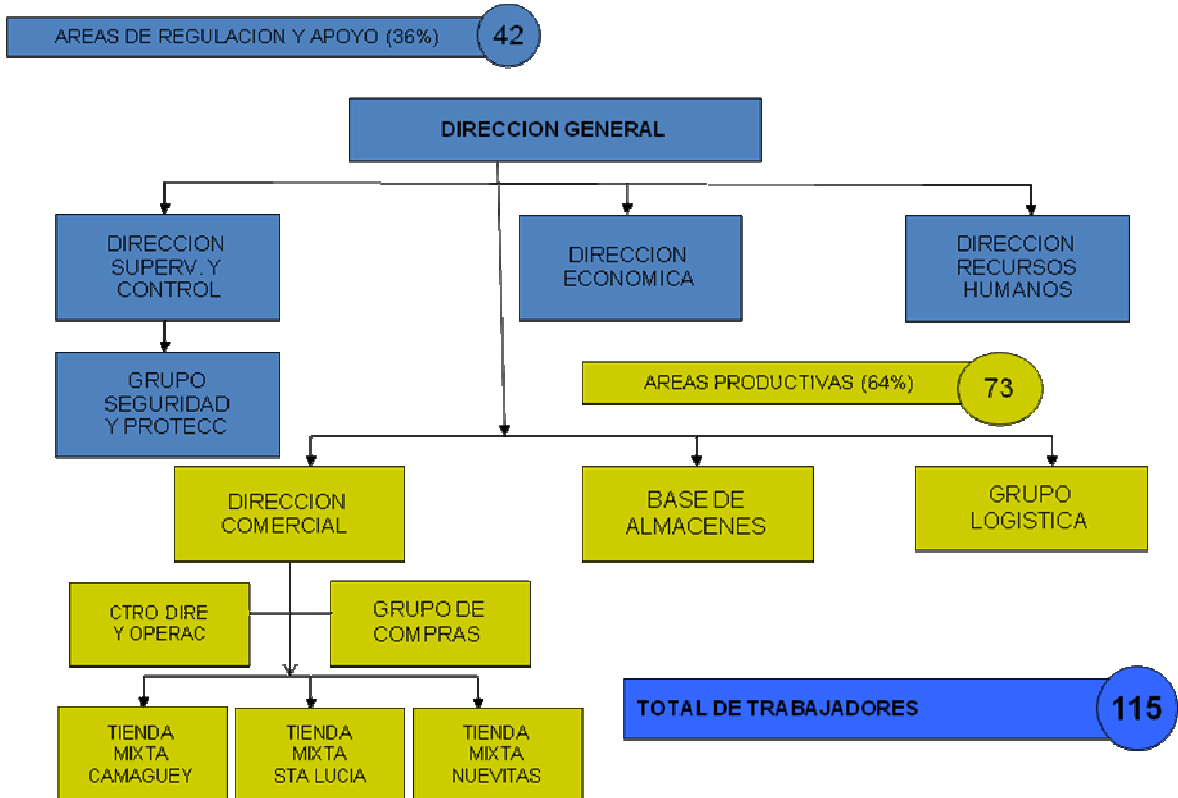 AREAS DE REGULACION Y APOYO (36%)
42
DIRECCION GENERAL
DIRECCION
SUPERV. Y
CONTROL
DIRECCION
ECONOMICA
DIRECCION
RECURSOS
HUMANOS
GRUPO
SEGURIDAD
Y PROTECC
AREAS PRODUCTIVAS (64%)
73
DIRECCION
COMERCIAL
BASE DE
ALMACENES
GRUPO
LOGISTICA
CTRO DIRE
Y OPERAC
GRUPO DE
COMPRAS
TIENDA
MIXTA
CAMAGUEY
TIENDA
MIXTA
STA LUCIA
TIENDA
MIXTA
NUEVITAS
TOTAL DE TRABAJADORES
115